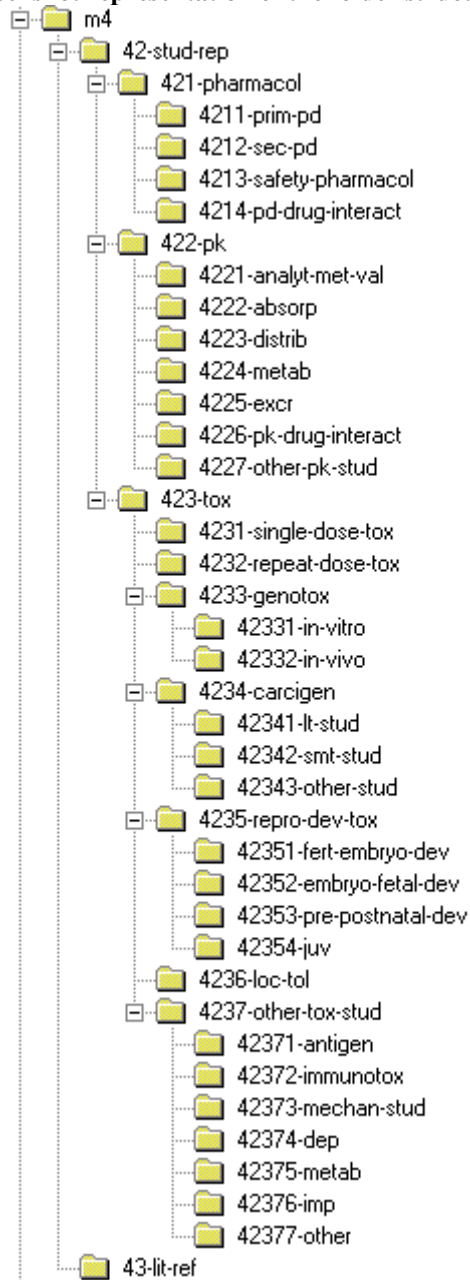 m4
42-stud-rep
421-pharmacol
4211-prim-pd
4212-sec-pd
4213-safety-pharmacol
4214-pd-drug-interact
422-pk
4221-analyt-met-val
4222-absorp
4223-distrib
4224-metab
4225-excr
4226-pk-drug-interact
4227-other-pk-stud
423-tox
4231-single-dose-tox
4232-repeat-dose-tox
4233-genotox
42331-in-vitro
42332-in-vivo
4234-carcigen
42341-lt-stud
42342-smt-stud
42343-other-stud
4235-repro-dev-tox
42351-fert-embryo-dev
42352-embryo-fetal-dev
42353-pre-postnatal-dev
42354-juv
4236-loc-tol
4237-other-tox-stud
42371-antigen
42372-immunotox
42373-mechan-stud
42374-dep
42375-metab
42376-imp
42377-other
43-lit-ref